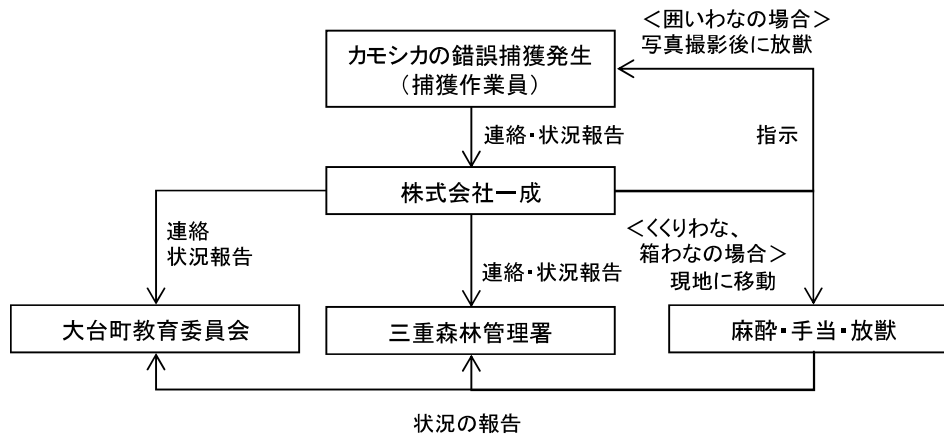 ＜囲いわなの場合＞
写真撮影後に放獣
カモシカの錯誤捕獲発生
（捕獲作業員）
連絡・状況報告
指示
株式会社一成
連絡
状況報告
＜くくりわな、
箱わなの場合＞
現地に移動
連絡・状況報告
大台町教育委員会
三重森林管理署
麻酔・手当・放獣
状況の報告